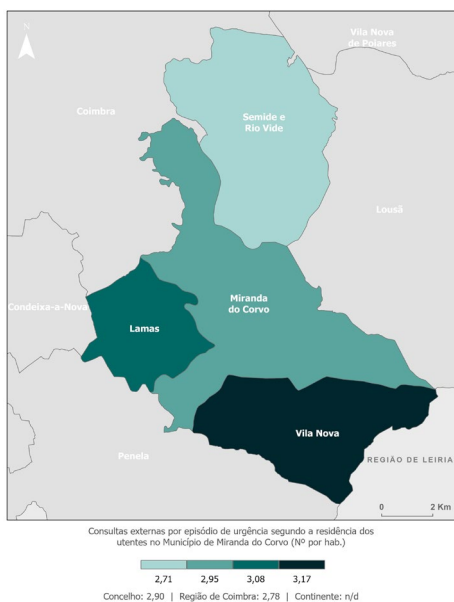 N
Vila Nova
de Poiares
Coimbra
Semide e
Rio Vide
Lousã
Condeixa-a-Nova
Miranda
do Corvo
Lamas
Vila Nova
Penela
REGIÃO DE LEIRIA
0 2 Km
Consultas externas por episódio de urgência segundo a residência dos
utentes no Município de Miranda do Corvo (Nº por hab.)
2,71 2,95 3,08 3,17
Concelho: 2,90 | Região de Coimbra: 2,78 | Continente: n/d